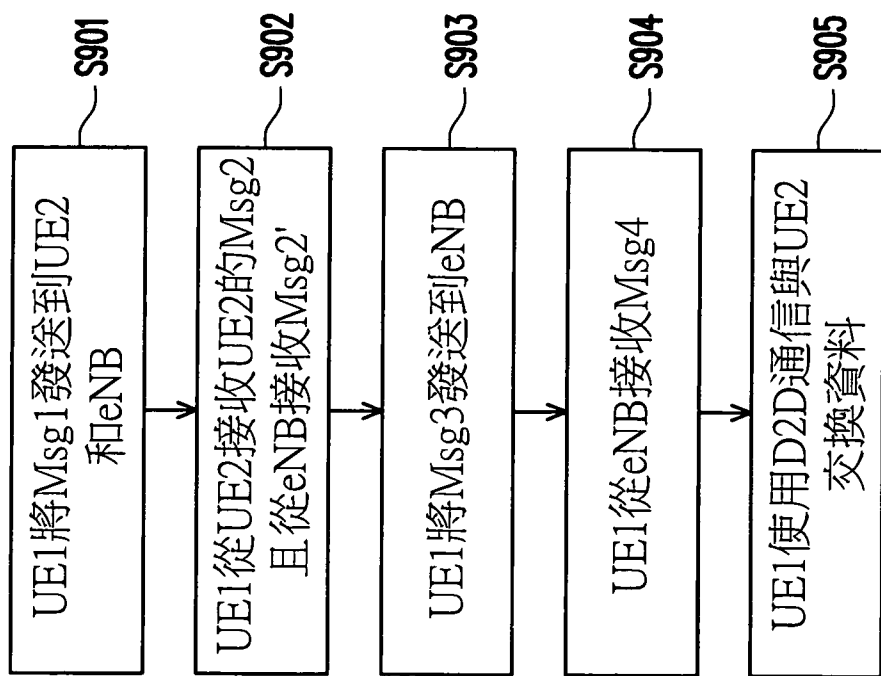 UE1將Msg1發送到UE2
和eNB
S901
UE1從UE2接收UE2的Msg2
且從eNB接收Msg2'
S902
UE1將Msg3發送到eNB
S903
UE1從eNB接收Msg4
S904
UE1使用D2D通信與UE2
交換資料
S905